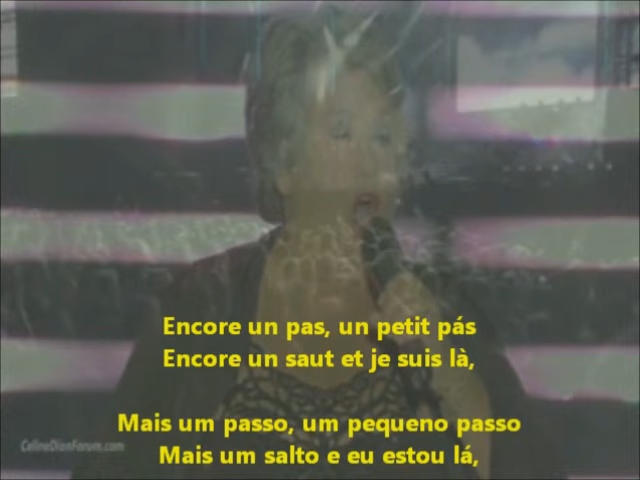 Encore un pas, un petit pás
Encore un saut et je suis là,
Mais um passo, um pequeno passo
Mais um salto e eu estou lá,
CelineDionForum.com